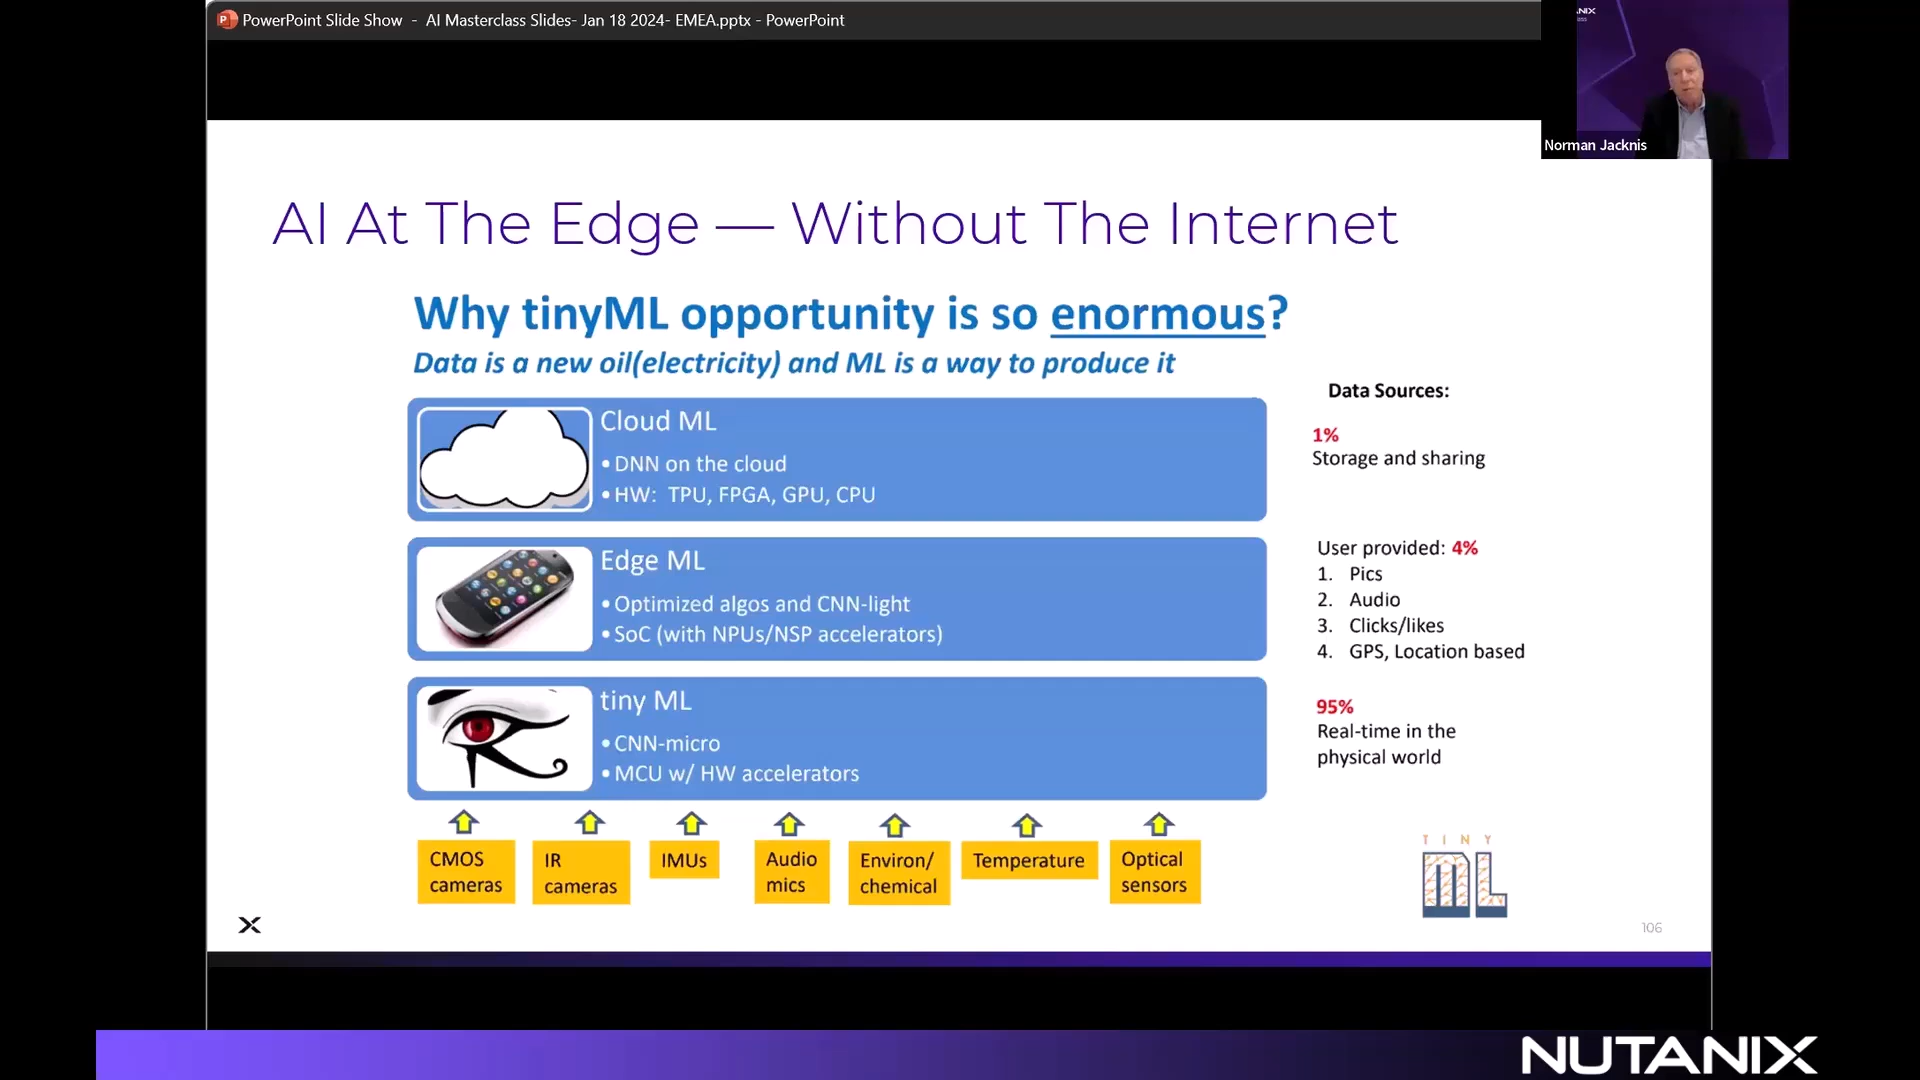 PowerPoint Slide Show - AI Masterclass Slides- Jan 18 2024- EMEA.pptx - PowerPoint
Norman Jacknis
AI At The Edge — Without The Internet
Why tinyML opportunity is so enormous?
Data is a new oil(electricity) and ML is a way to produce it
Cloud ML
• DNN on the cloud
• HW: TPU, FPGA, GPU, CPU
Edge ML
• Optimized algos and CNN-light
• SoC (with NPUs/NSP accelerators)
tiny ML
• CNN-micro
• MCU w/ HW accelerators
Data Sources:
1%
Storage and sharing
User provided: 4%
1. Pics
2. Audio
3. Clicks/likes
4. GPS, Location based
95%
Real-time in the
physical world
CMOS
cameras
IR
cameras
IMUs
Audio
mics
Environ/
chemical
Temperature
Optical
sensors
TINY
ML
106
NUTANIX